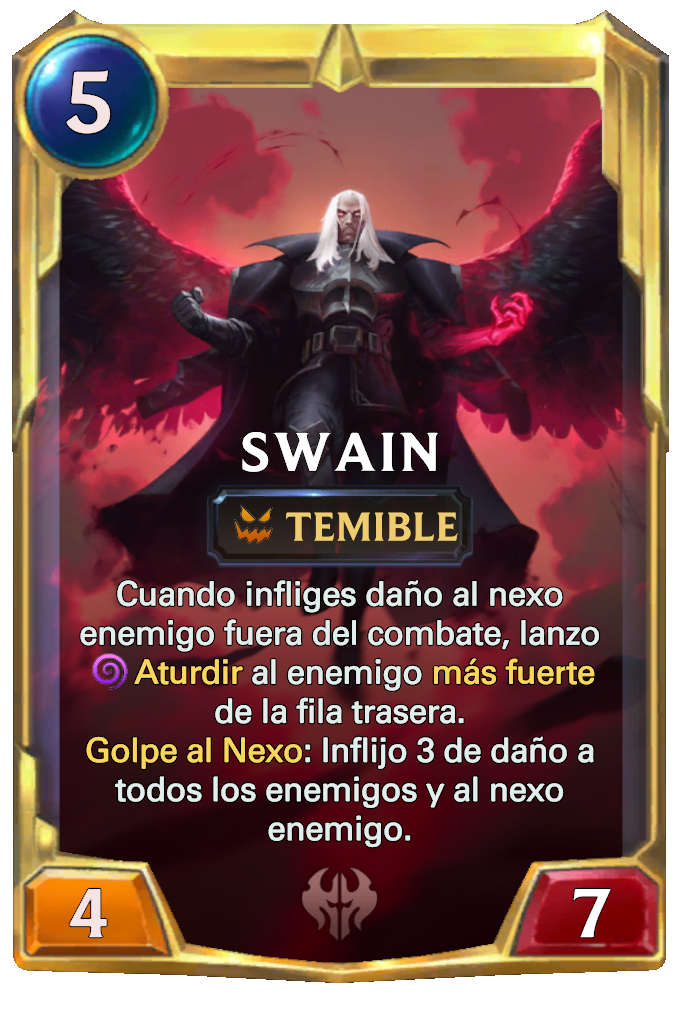 5
SWAIN
TEMIBLE
Cuando infliges daño al nexo
enemigo fuera del combate, lanzo
Aturdir al enemigo más fuerte
de la fila trasera.
Golpe al Nexo: Inflijo 3 de daño a
todos los enemigos y al nexo
enemigo.
4
7